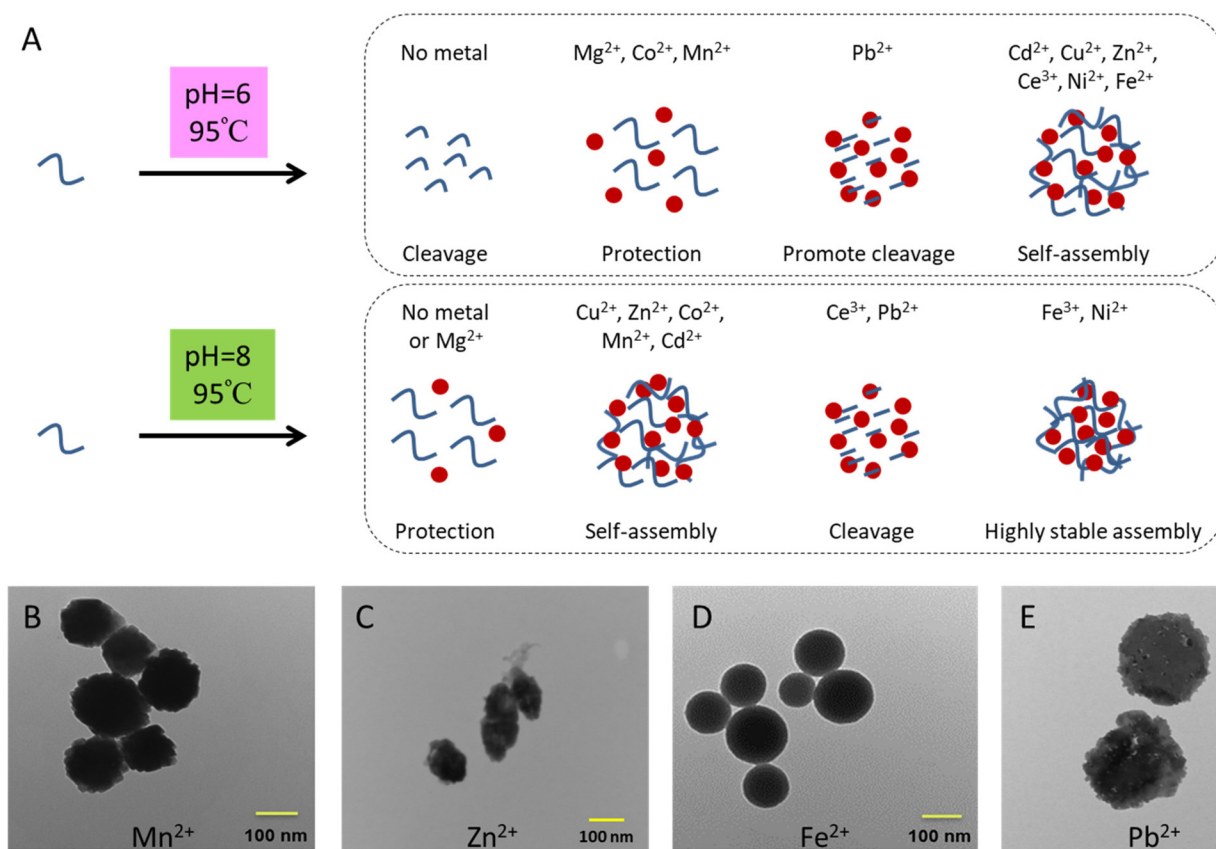 A
pH=6
95℃
No metal
Mg²⁺, Co²⁺, Mn²⁺
Pb²⁺
Cd²⁺, Cu²⁺, Zn²⁺,
Ce³⁺, Ni²⁺, Fe²⁺
Cleavage
Protection
Promote cleavage
Self-assembly
pH=8
95℃
No metal
or Mg²⁺
Cu²⁺, Zn²⁺, Co²⁺,
Mn²⁺, Cd²⁺
Ce³⁺, Pb²⁺
Fe³⁺, Ni²⁺
Protection
Self-assembly
Cleavage
Highly stable assembly
B
100 nm
Mn²⁺
C
100 nm
Zn²⁺
D
100 nm
Fe²⁺
E
Pb²⁺